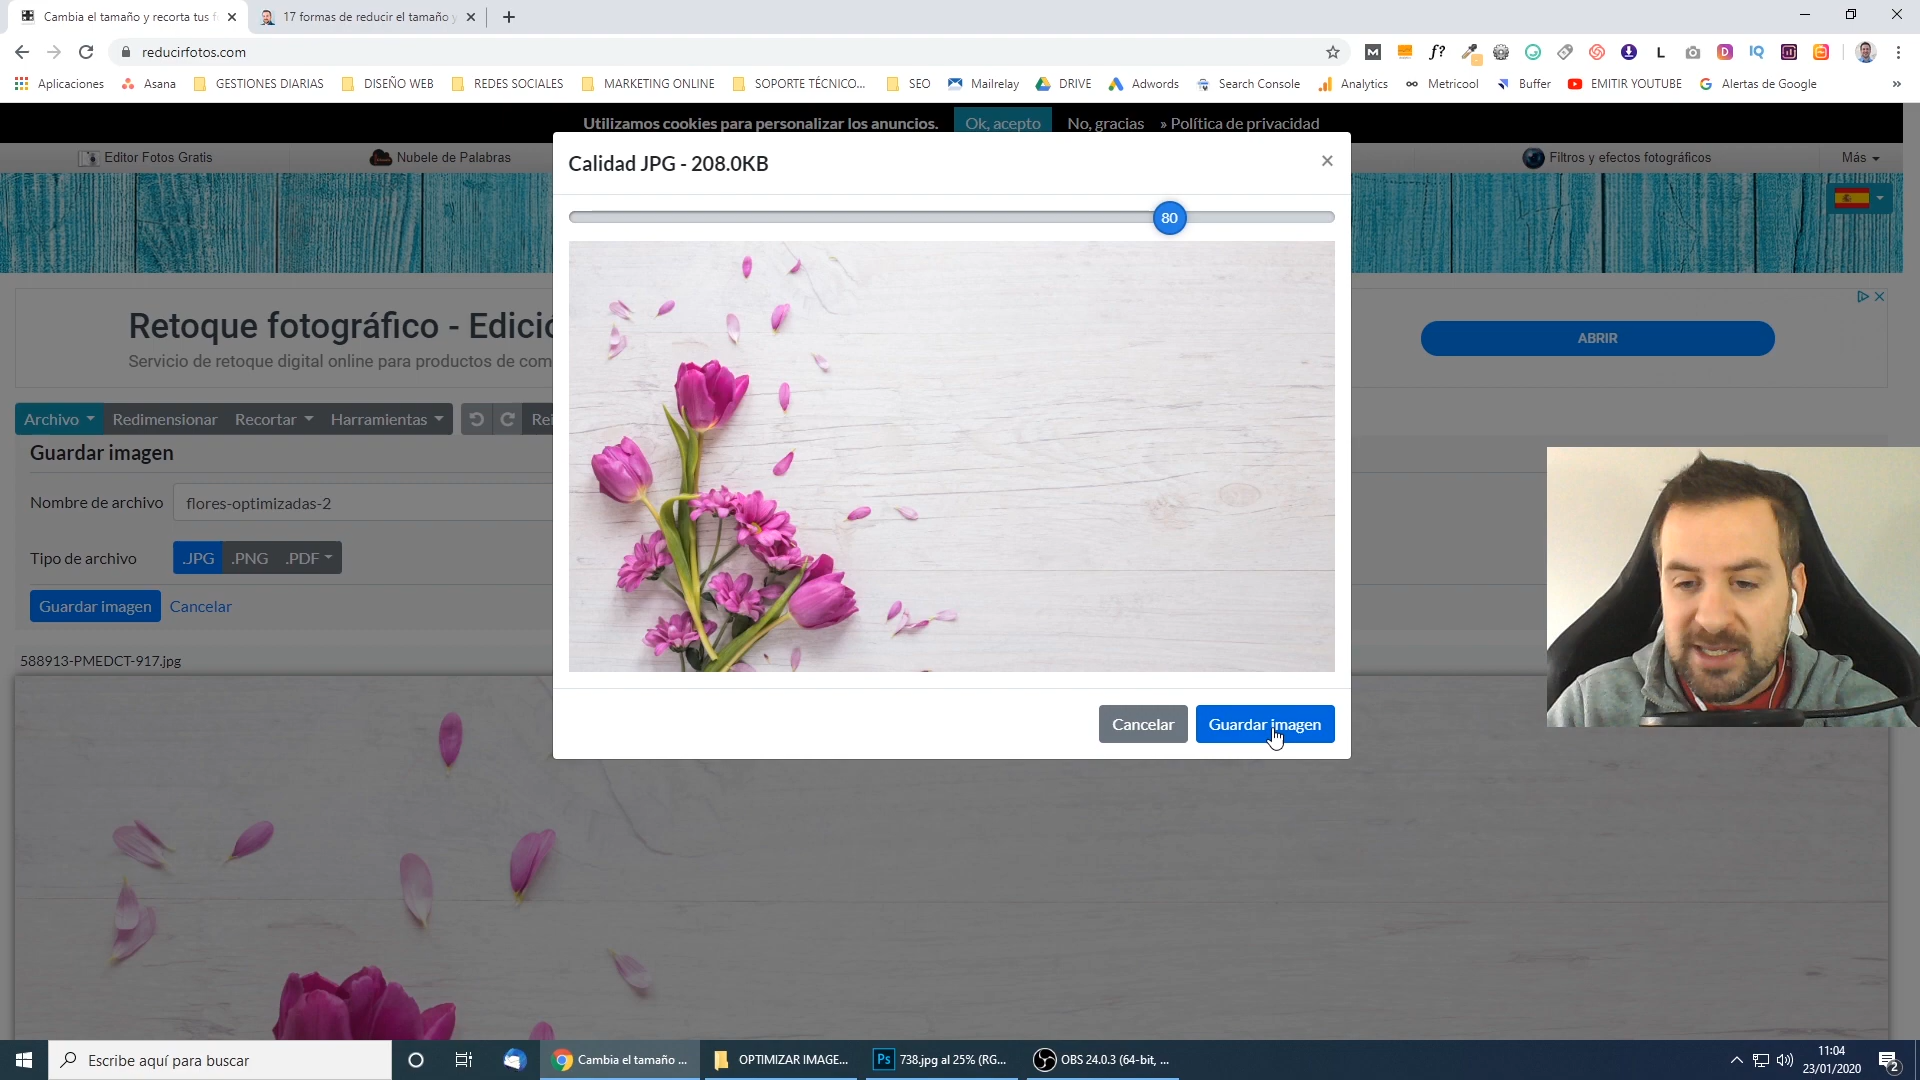 Cambia el tamaño y recorta tus f
17 formas de reducir el tamaño y
reducirfotos.com
Aplicaciones
Asana
GESTIONES DIARIAS
DISEÑO WEB
REDES SOCIALES
MARKETING ONLINE
SOPORTE TÉCNICO...
SEO
Mailrelay
DRIVE
Adwords
Search Console
Analytics
Metricool
Buffer
EMITIR YOUTUBE
Alertas de Google
»
Utilizamos cookies para personalizar los anuncios. Ok, acepto No, gracias » Política de privacidad
Editor Fotos Gratis
Nubele de Palabras
Filtros y efectos fotográficos
Más
Calidad JPG - 208.0KB
×
80
Retoque fotográfico - Edició
Servicio de retoque digital online para productos de com
ABRIR
Archivo Redimensionar Recortar Herramientas Rei
Guardar imagen
Nombre de archivo flores-optimizadas-2
Tipo de archivo .JPG .PNG .PDF
Guardar imagen Cancelar
588913-PMEDCT-917.jpg
Cancelar Guardar imagen
Escribe aquí para buscar
Cambia el tamaño ...
OPTIMIZAR IMAGE...
Ps 738.jpg al 25% (RG...
OBS 24.0.3 (64-bit, ...
11:04
23/01/2020
2